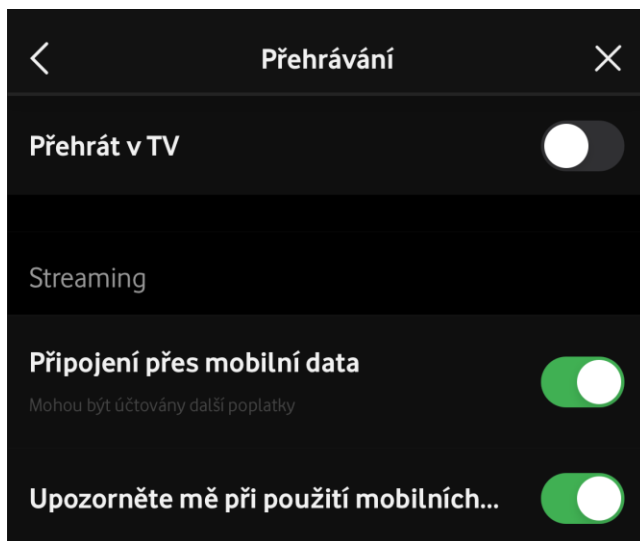 Přehrávání
Přehrát v TV
Streaming
Připojení přes mobilní data
Mohou být účtovány další poplatky
Upozorněte mě při použití mobilních...